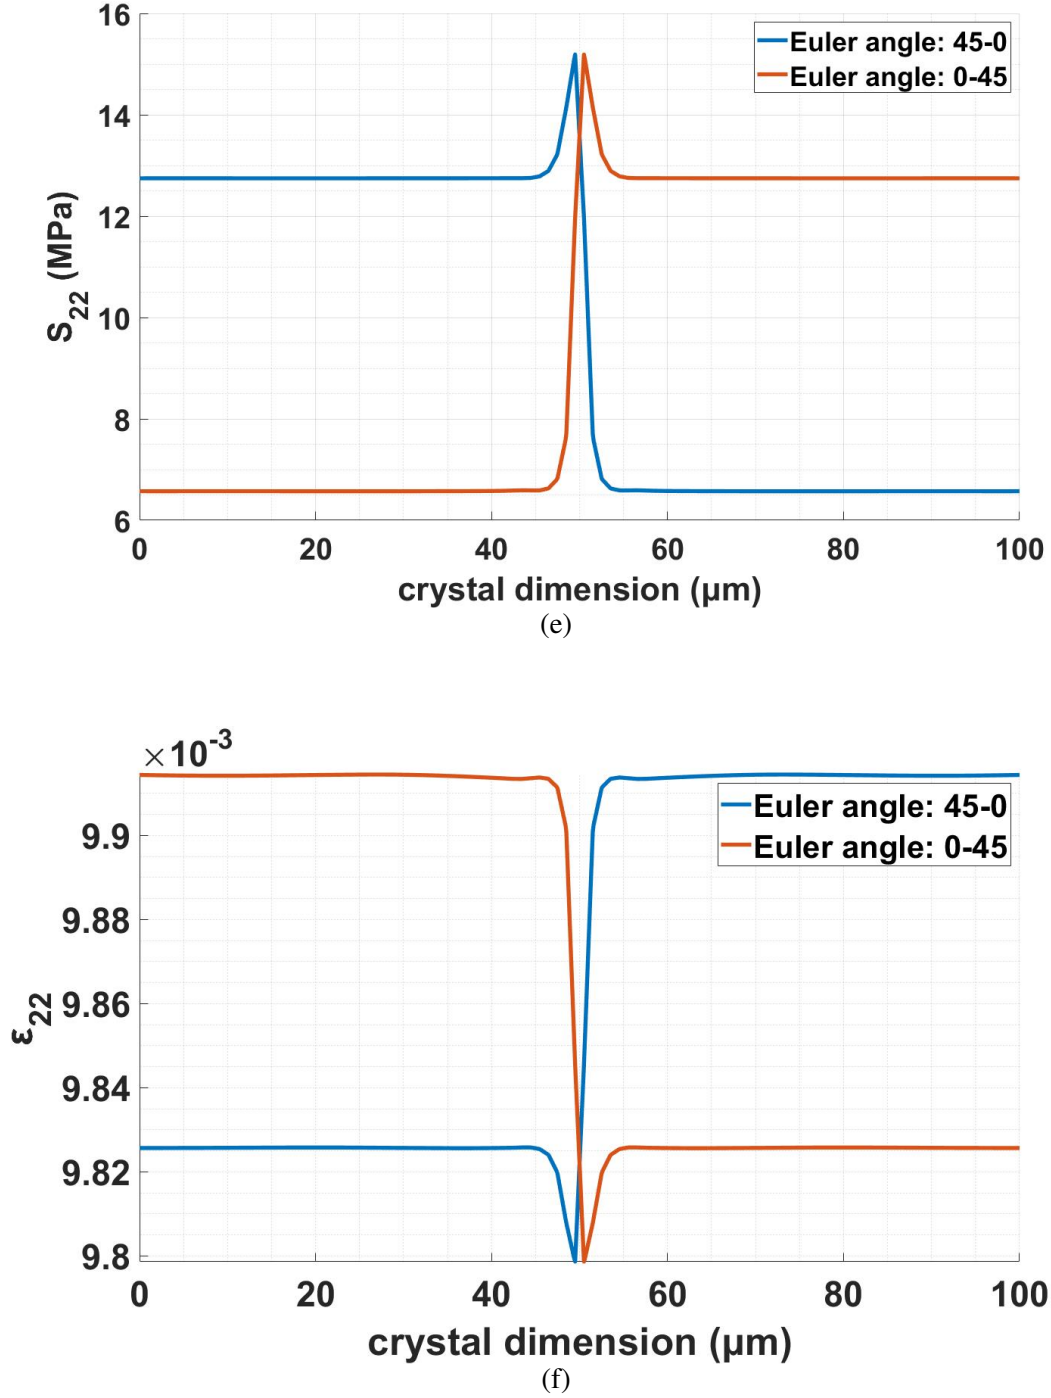 16
14
12
10
8
6
S22 (MPa)
Euler angle: 45-0
Euler angle: 0-45
0 20 40 60 80 100
crystal dimension (µm)
(e)
×10-3
9.9
9.88
9.86
9.84
9.82
9.8
ε22
Euler angle: 45-0
Euler angle: 0-45
0 20 40 60 80 100
crystal dimension (µm)
(f)